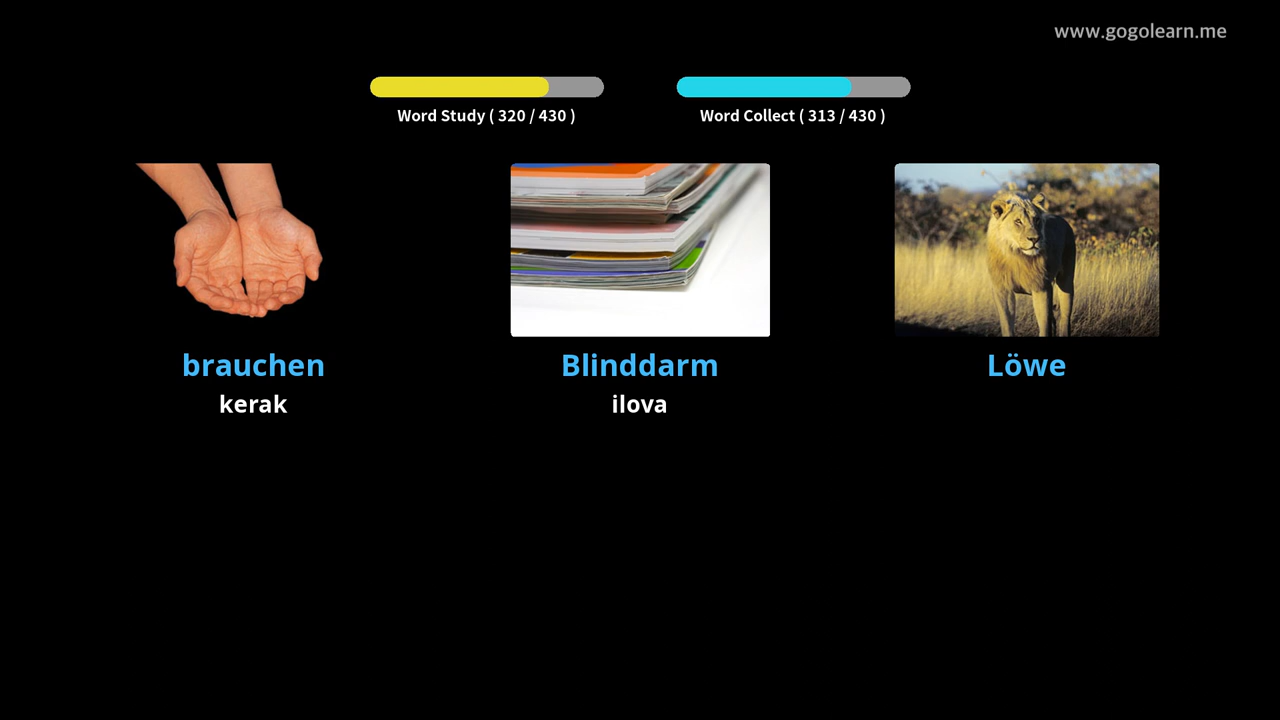 www.gogolearn.me
Word Study ( 320 / 430 )
Word Collect ( 313 / 430 )
brauchen
kerak
Blinddarm
ilova
Löwe